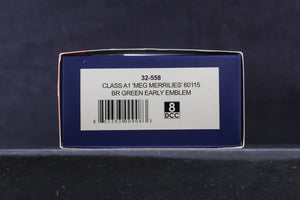 32-558
CLASS A1 'MEG MERRILIES' 60115
BR GREEN EARLY EMBLEM
8
DCC